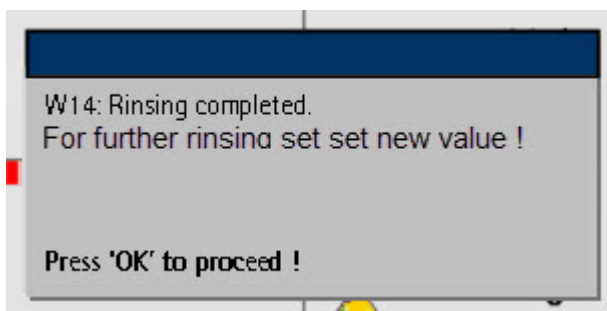 W14: Rinsing completed.
For further rinsing set set new value !
Press 'OK' to proceed !